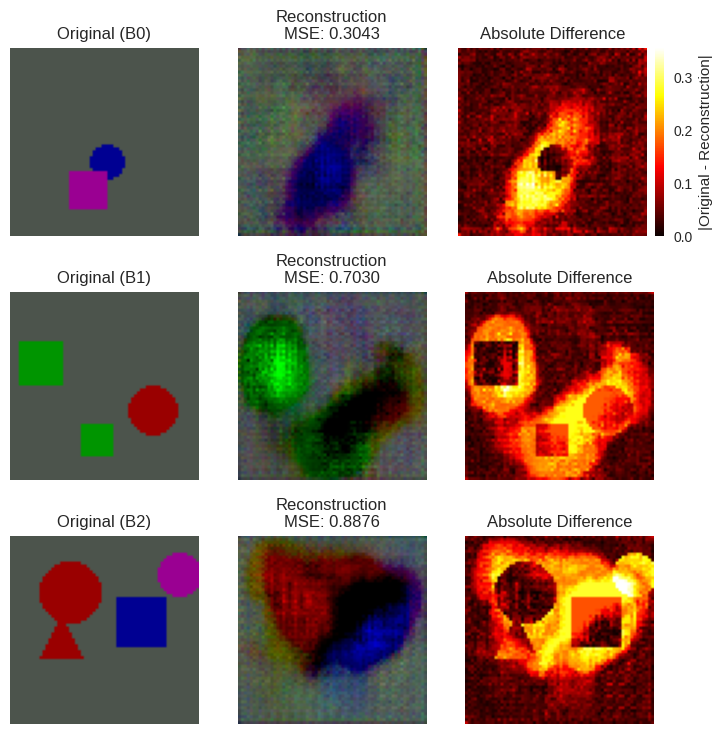 Original (B0)
Reconstruction
MSE: 0.3043
Absolute Difference
0.3
0.2
0.1
0.0
|Original - Reconstruction|
Original (B1)
Reconstruction
MSE: 0.7030
Absolute Difference
Original (B2)
Reconstruction
MSE: 0.8876
Absolute Difference